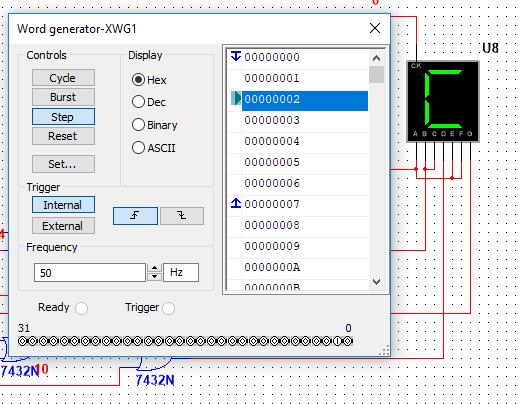 Word generator-XWG1
Controls
Cycle
Burst
Step
Reset
Set...
Display
Hex
Dec
Binary
ASCII
00000000
00000001
00000002
00000003
00000004
00000005
00000006
00000007
00000008
00000009
0000000A
0000000B
Trigger
Internal
External
Frequency
50
Hz
Ready
Trigger
31
0
U8
CK
A B C D E F G
4
7432N
10
7432N